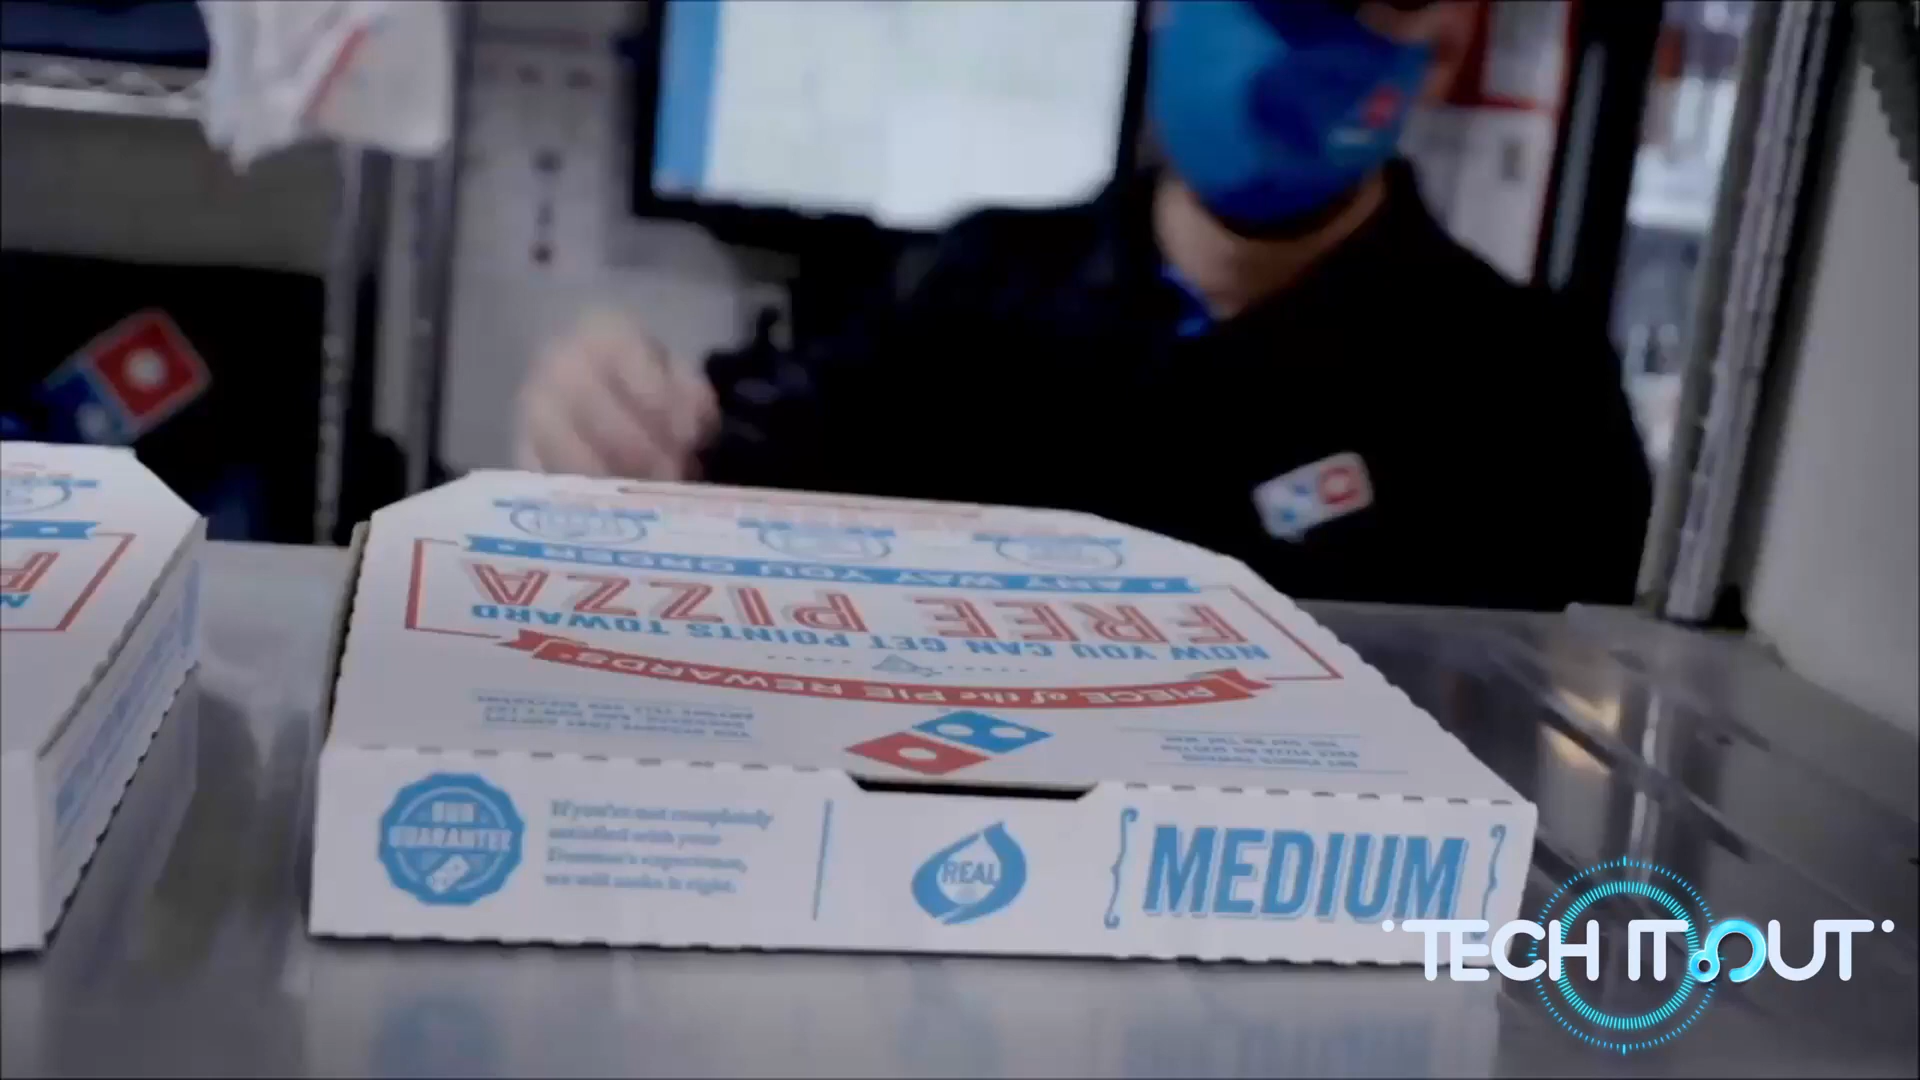 ANY WAY YOU ORDER
FREE PIZZA
NOW YOU CAN GET POINTS TOWARD
PIECE of the PIE REWARDS
OUR
GUARANTEE
If you're not completely
satisfied with your
Domino's experience,
we will make it right.
REAL
MEDIUM
TECH IT OUT